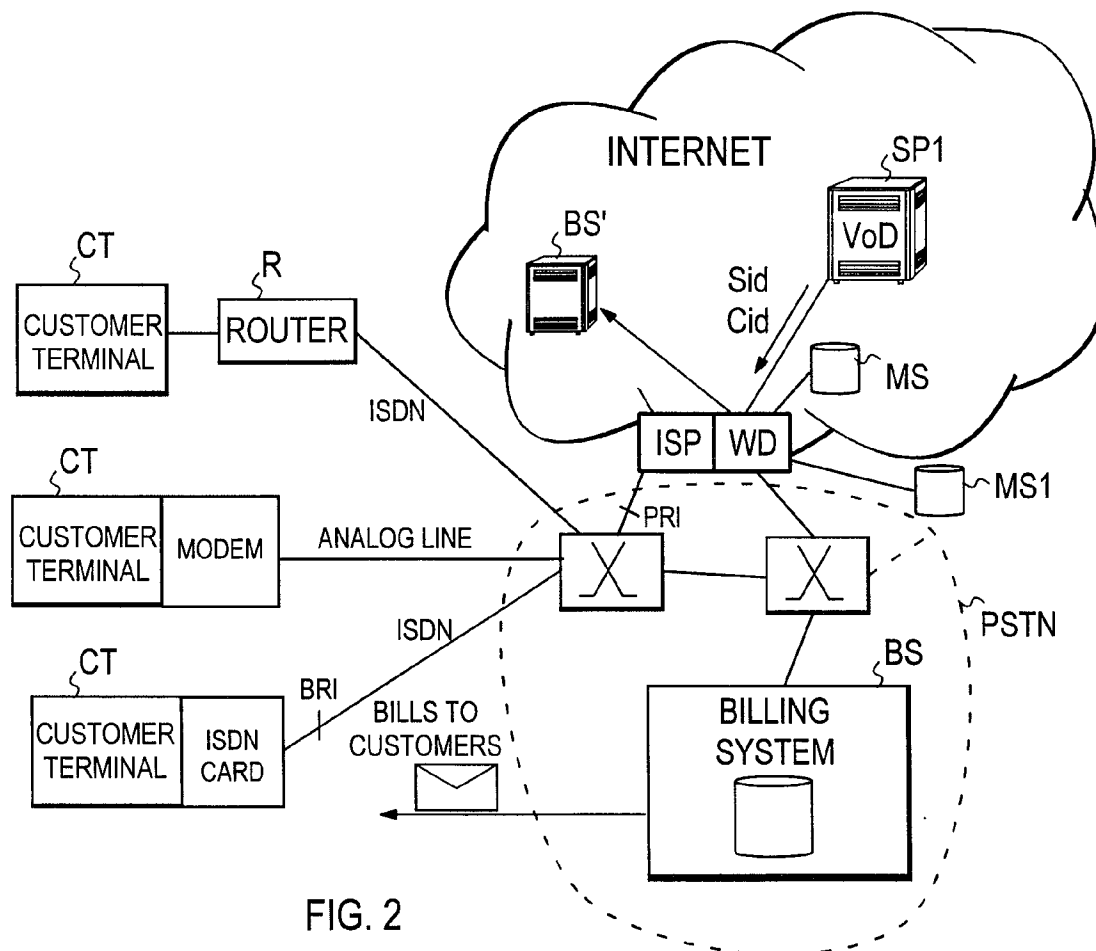 INTERNET
SP1
VoD
BS'
Sid
Cid
MS
CT
CUSTOMER
TERMINAL
R
ROUTER
ISDN
ISP
WD
MS1
PRI
CT
CUSTOMER
TERMINAL
MODEM
ANALOG LINE
ISDN
PSTN
CT
CUSTOMER
TERMINAL
ISDN
CARD
BRI
BILLS TO
CUSTOMERS
BS
BILLING
SYSTEM
FIG. 2